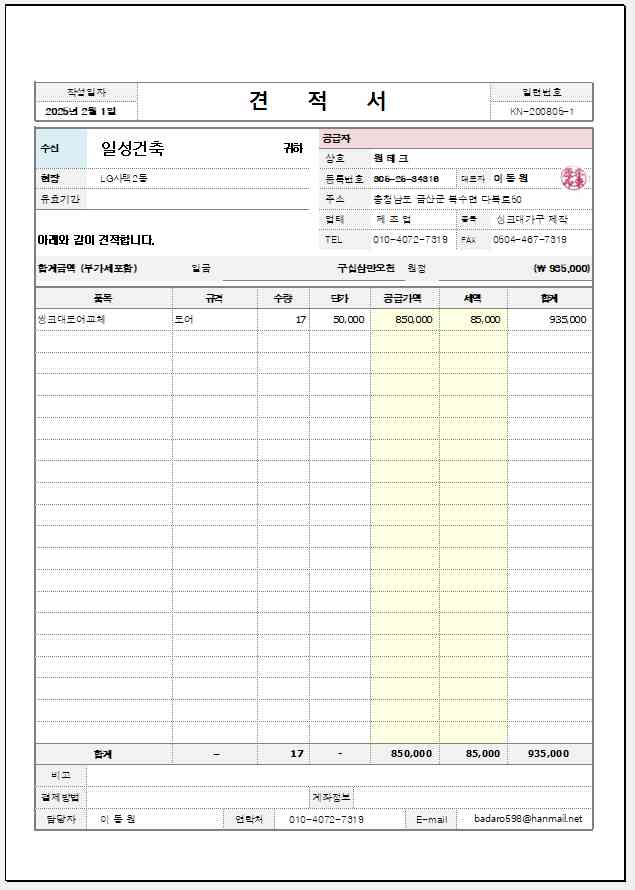 작성일자
견 적 서
일련번호
2025년 2월 1일
KN-200805-1
수신 일성건축 귀하
공급자
상호 원 테 크
현장 LG사택2동
등록번호 305-25-34318 대표자 이 동 원
유효기간
주소 충청남도 금산군 복수면 다복로50
업태 제 조 업 종목 싱크대가구 제작
아래와 같이 견적합니다.
TEL 010-4072-7319 FAX 0504-467-7319
합계금액 (부가세포함) 일금 구십삼만오천 원정 (₩ 935,000)
품목 규격 수량 단가 공급가액 세액 합계
씽크대도어교체 도어 17 50,000 850,000 85,000 935,000
합계 – 17 - 850,000 85,000 935,000
비고
결제방법 계좌정보
담당자 이 동 원 연락처 010-4072-7319 E-mail badaro598@hanmail.net